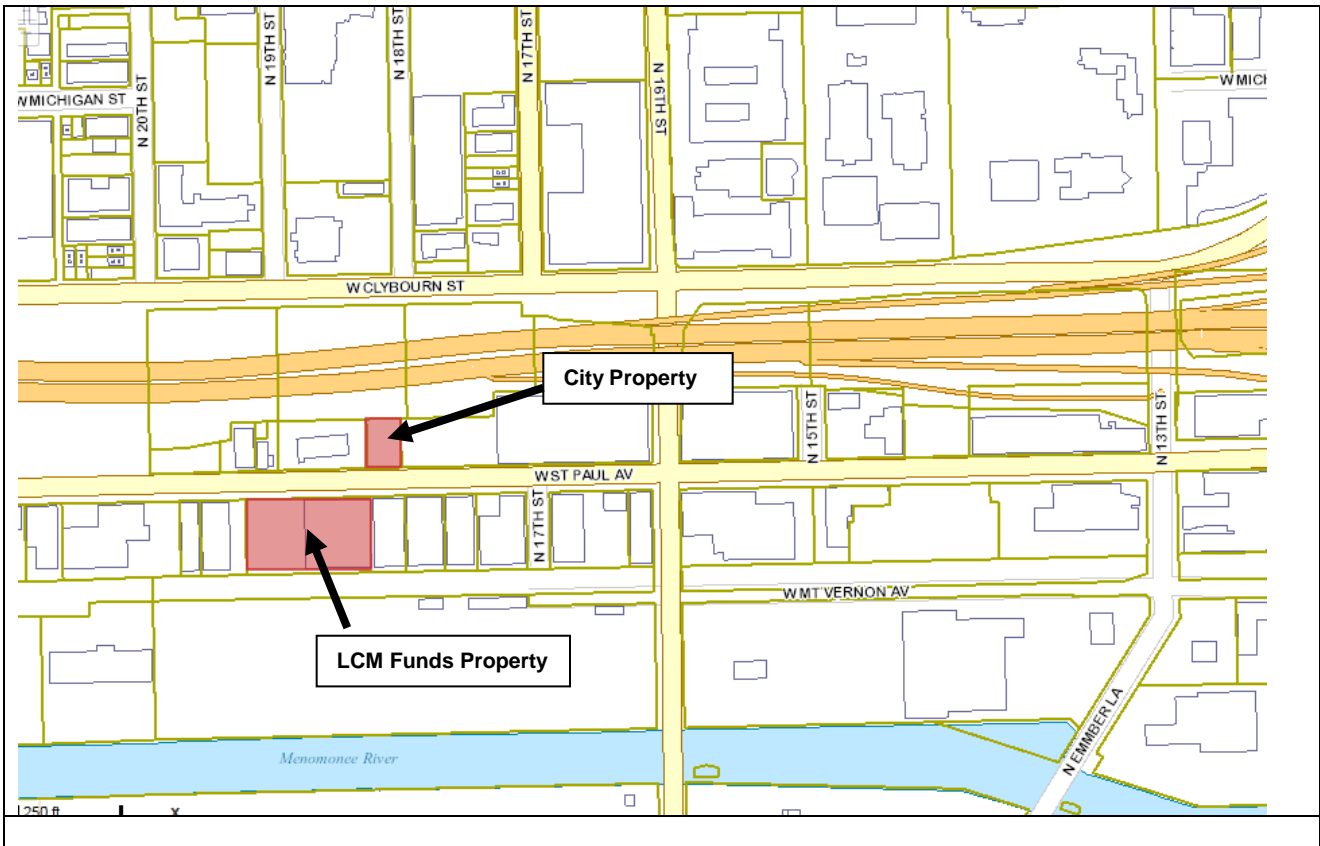 N 19TH ST
N 18TH ST
N 17TH ST
N 16TH ST
W MICHIGAN ST
N 20TH ST
W MICH
W CLYBOURN ST
City Property
N 15TH ST
N 13TH ST
W ST PAUL AV
N 17TH ST
W MT VERNON AV
LCM Funds Property
N EMMBER LA
Menomonee River
250 ft